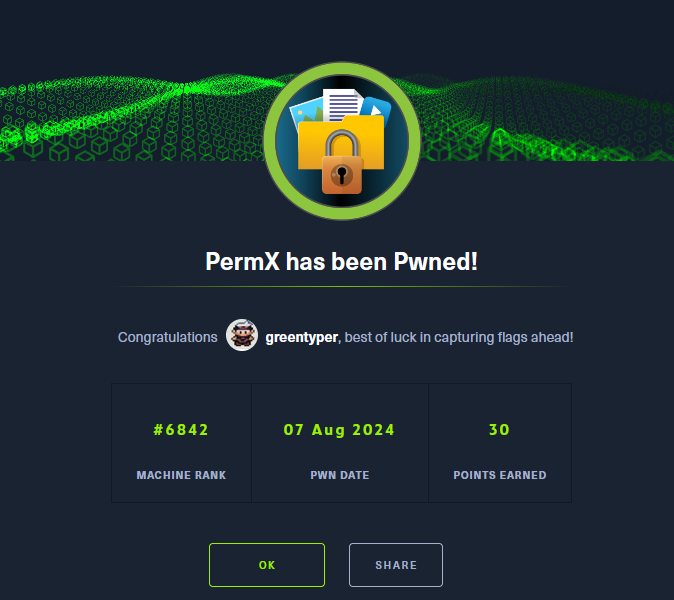 PermX has been Pwned!
Congratulations greentyper, best of luck in capturing flags ahead!
#6842 07 Aug 2024 30
MACHINE RANK PWN DATE POINTS EARNED
OK SHARE